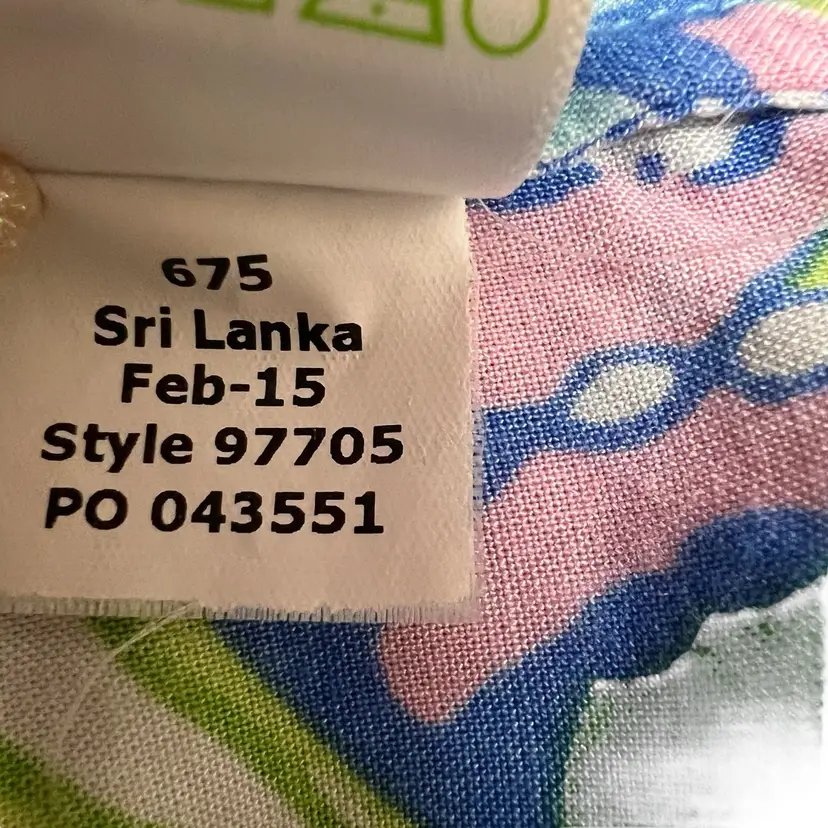 675
Sri Lanka
Feb-15
Style 97705
PO 043551